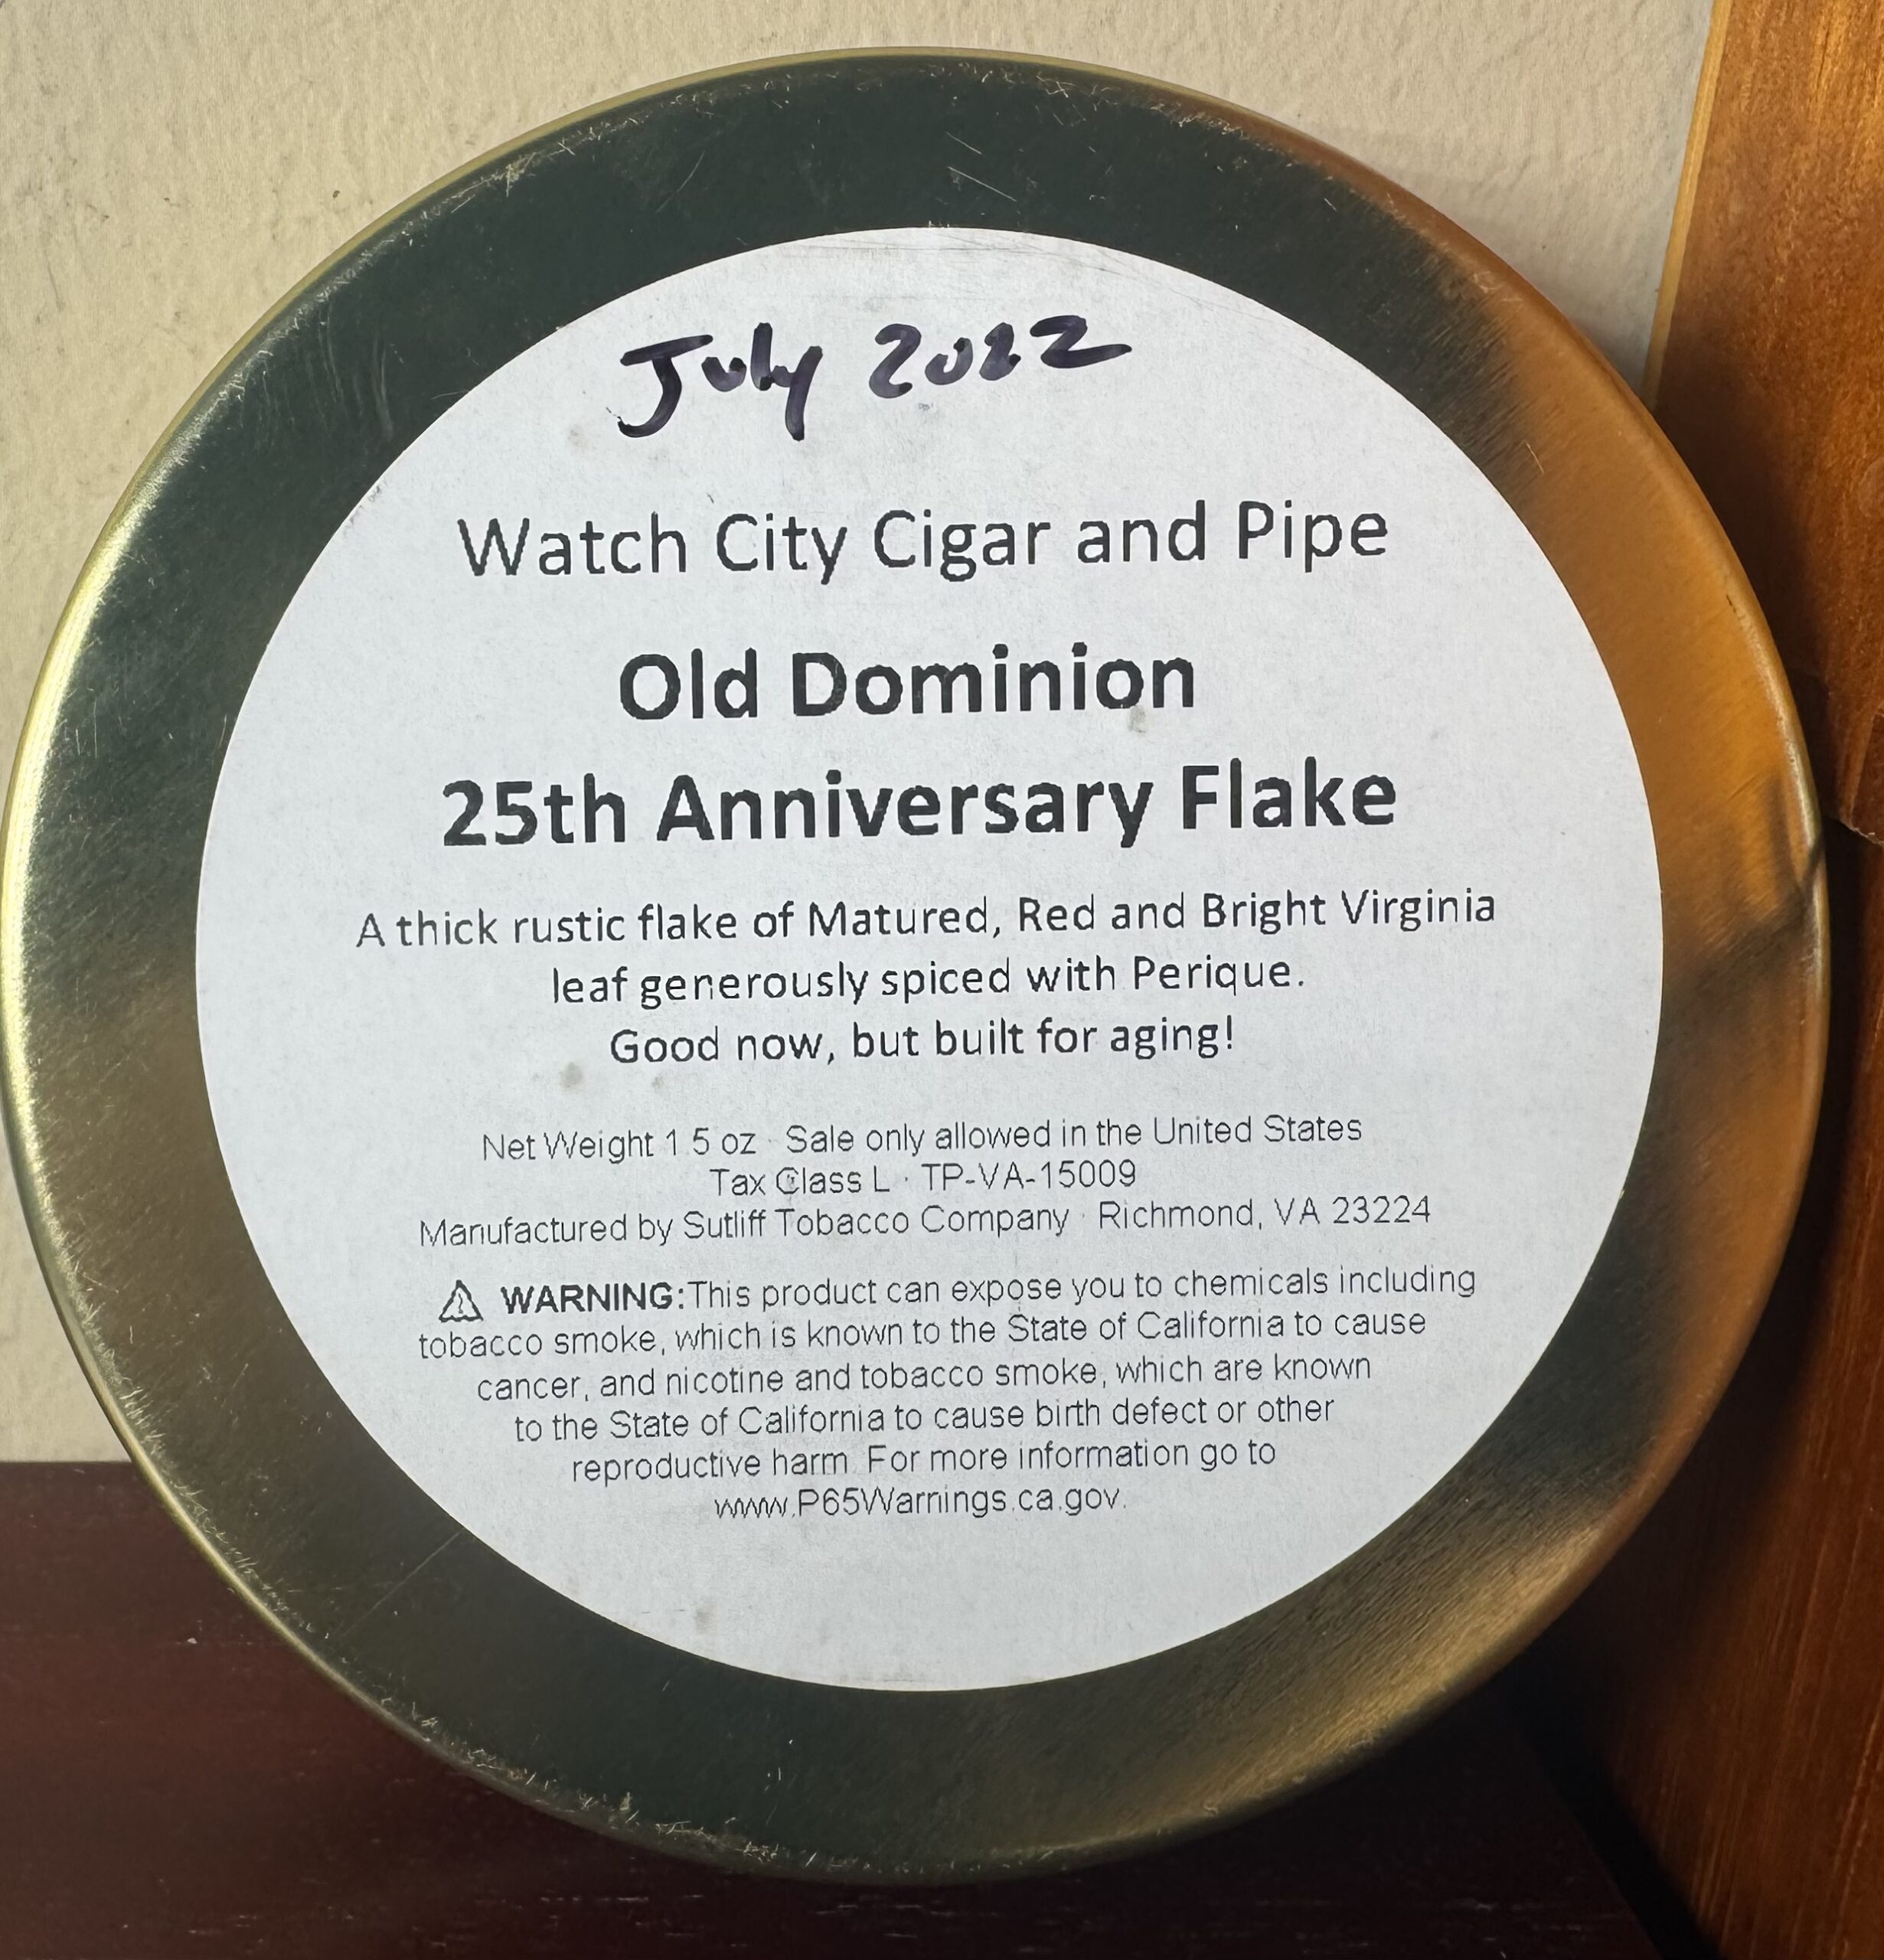 July 2022
Watch City Cigar and Pipe
Old Dominion
25th Anniversary Flake
A thick rustic flake of Matured, Red and Bright Virginia
leaf generously spiced with Perique.
Good now, but built for aging!
Net Weight 1.5 oz · Sale only allowed in the United States
Tax Class L · TP-VA-15009
Manufactured by Sutliff Tobacco Company · Richmond, VA 23224
⚠ WARNING:This product can expose you to chemicals including
tobacco smoke, which is known to the State of California to cause
cancer, and nicotine and tobacco smoke, which are known
to the State of California to cause birth defect or other
reproductive harm. For more information go to
www.P65Warnings.ca.gov.